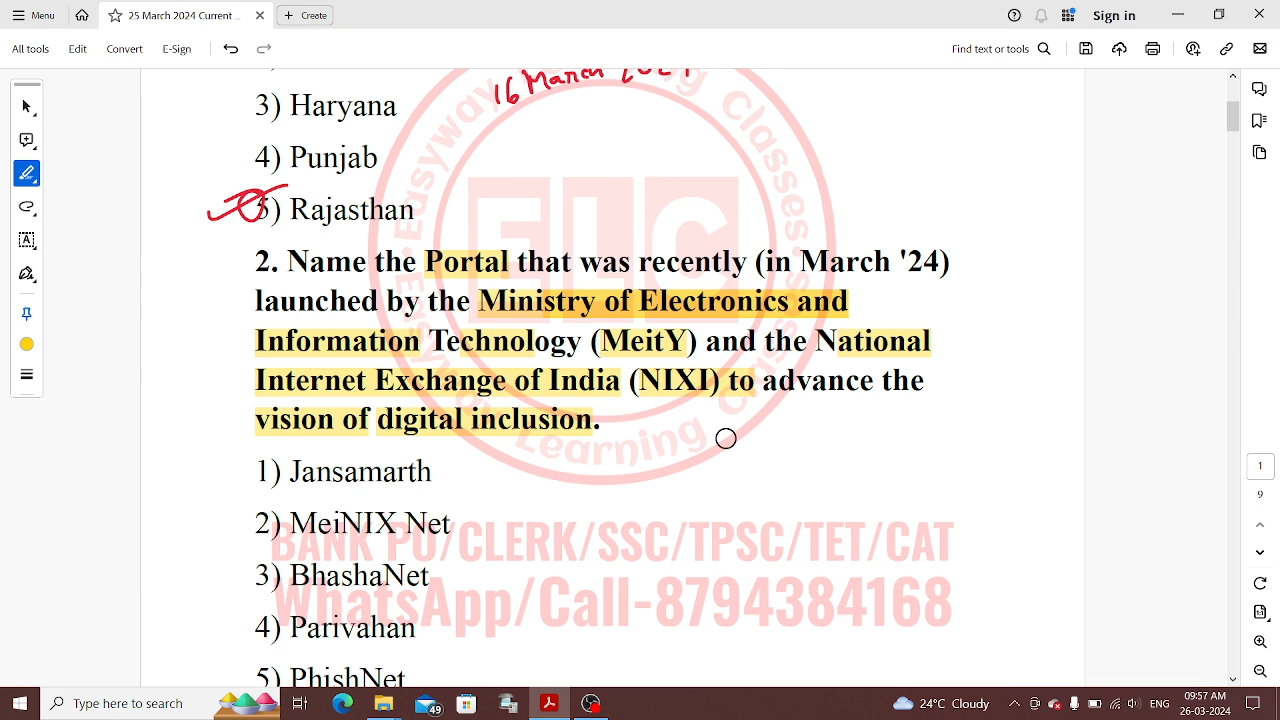 Menu
25 March 2024 Current ...
Create
Sign in
All tools Edit Convert E-Sign
Find text or tools
16 March 2024
3) Haryana
4) Punjab
5) Rajasthan
2. Name the Portal that was recently (in March '24)
launched by the Ministry of Electronics and
Information Technology (MeitY) and the National
Internet Exchange of India (NIXI) to advance the
vision of digital inclusion.
1) Jansamarth
2) MeiNIX Net
3) BhashaNet
4) Parivahan
5) PhishNet
Easyway Learning Classes
ELC
BANK PO/CLERK/SSC/TPSC/TET/CAT
WhatsApp/Call-8794384168
1
9
Type here to search
49
24°C Cloudy
ENG
09:57 AM
26-03-2024